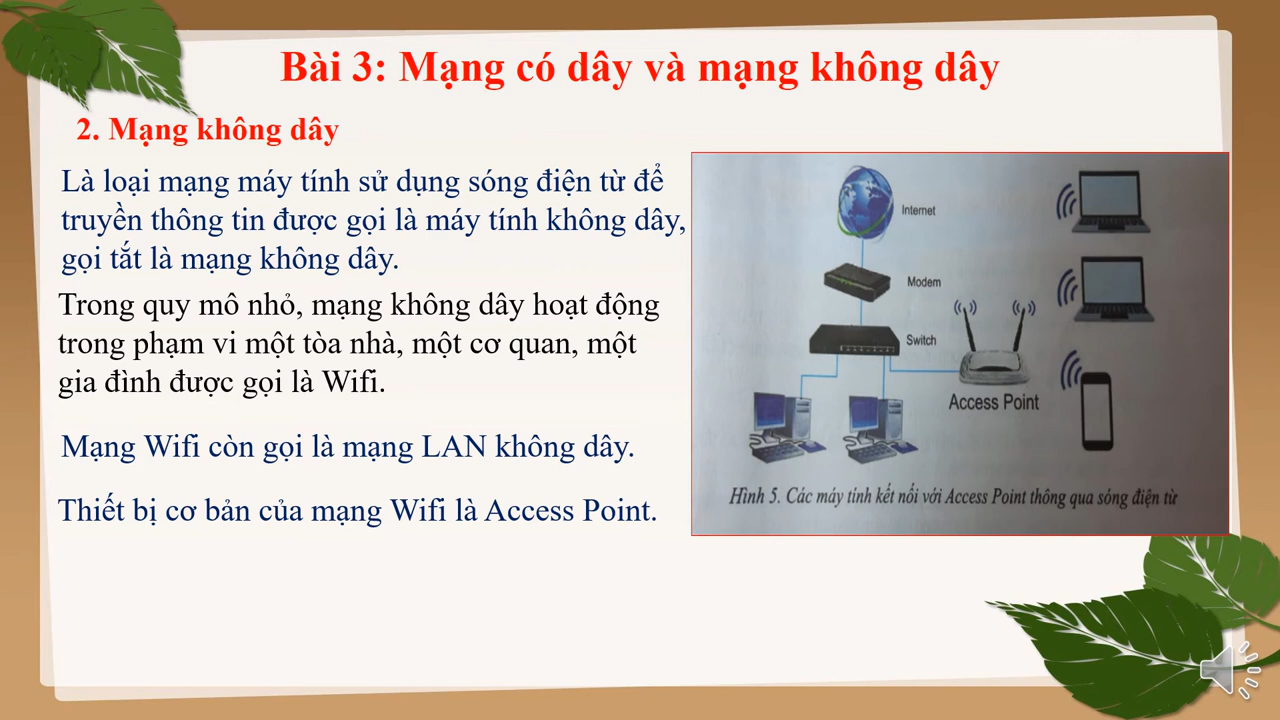 Bài 3: Mạng có dây và mạng không dây
2. Mạng không dây
Là loại mạng máy tính sử dụng sóng điện từ để
truyền thông tin được gọi là máy tính không dây,
gọi tắt là mạng không dây.
Trong quy mô nhỏ, mạng không dây hoạt động
trong phạm vi một tòa nhà, một cơ quan, một
gia đình được gọi là Wifi.
Mạng Wifi còn gọi là mạng LAN không dây.
Thiết bị cơ bản của mạng Wifi là Access Point.
Internet
Modem
Switch
Access Point
Hình 5. Các máy tính kết nối với Access Point thông qua sóng điện từ